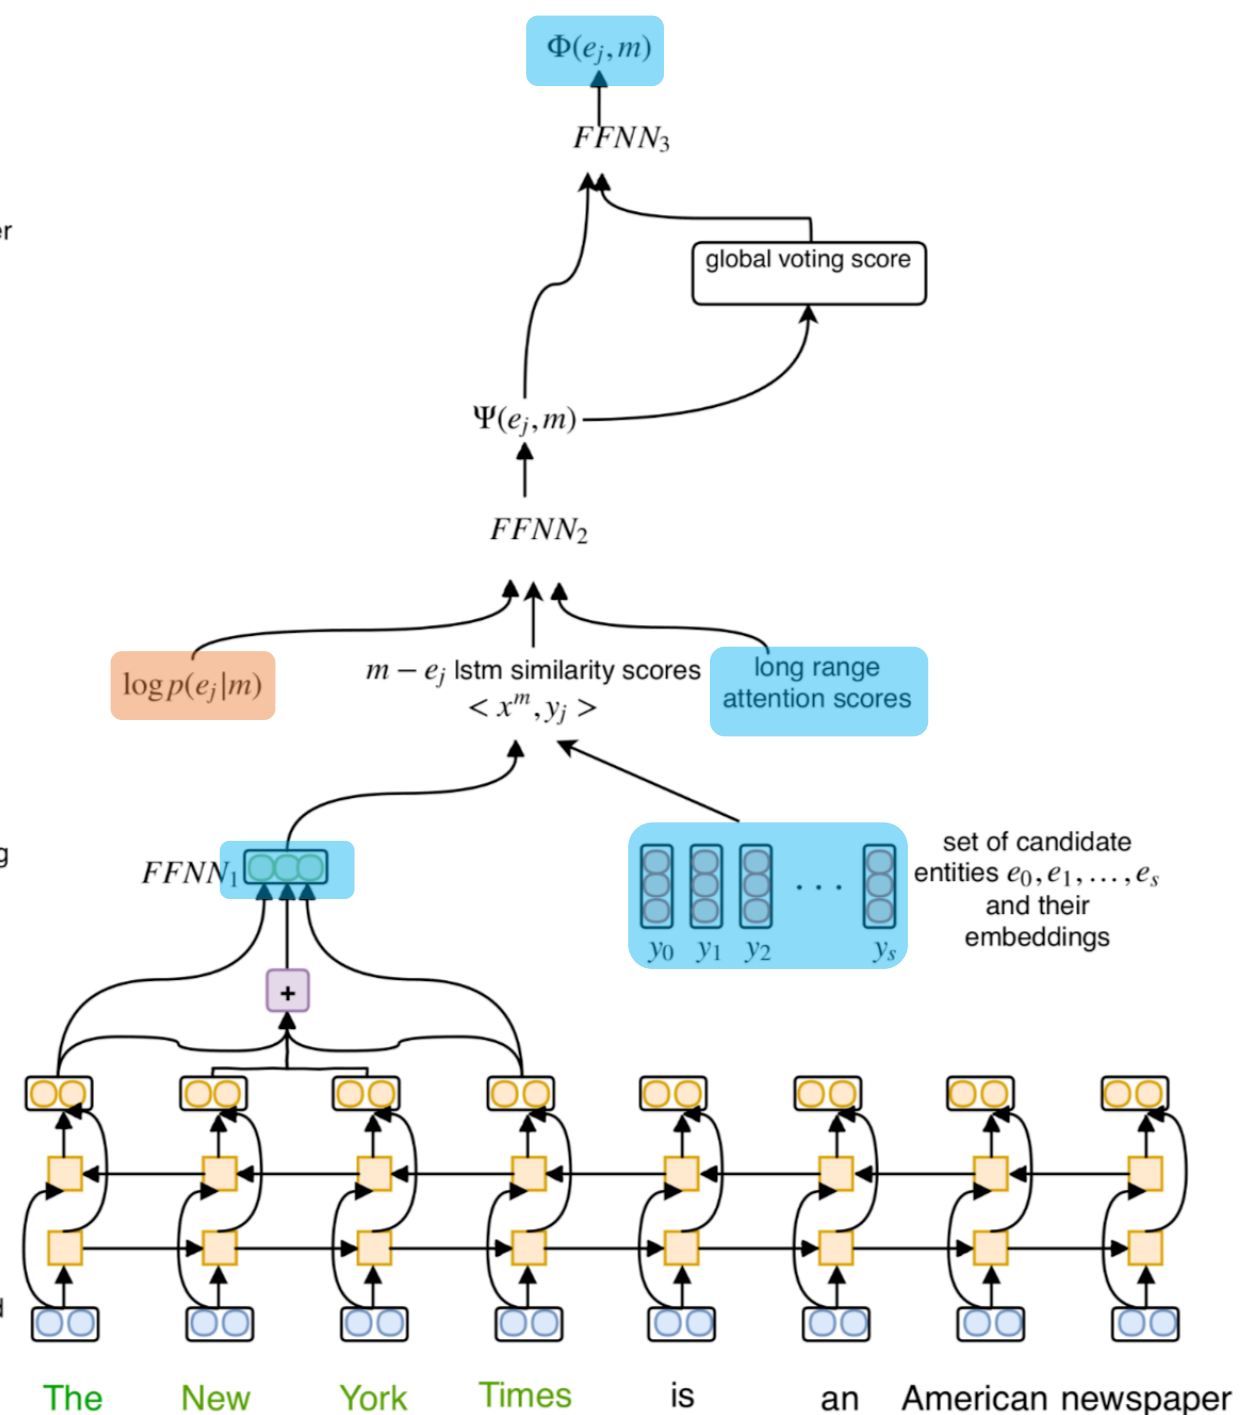 Φ(e_j, m)
FFNN_3
er
global voting score
Ψ(e_j, m)
FFNN_2
log p(e_j|m)
m − e_j lstm similarity scores
< x^m, y_j >
long range
attention scores
g
FFNN_1
set of candidate
entities e_0, e_1, …, e_s
and their
embeddings
y_0 y_1 y_2 … y_s
+
d
The New York Times is an American newspaper